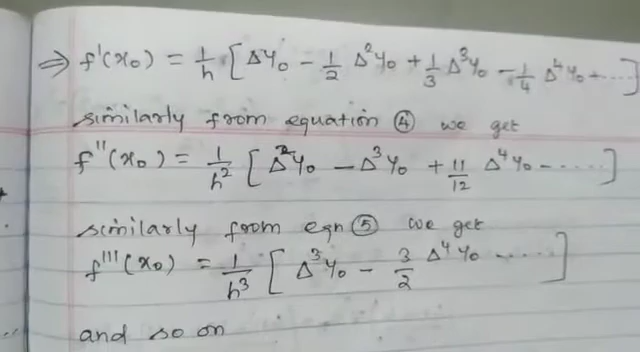 ⇒ f'(x₀) = 1/h [ Δy₀ - 1/2 Δ²y₀ + 1/3 Δ³y₀ - 1/4 Δ⁴y₀ + ....]
similarly from equation ④ we get
f''(x₀) = 1/h² [ Δ²y₀ - Δ³y₀ + 11/12 Δ⁴y₀ - ......]
similarly from eqn ⑤ we get
f'''(x₀) = 1/h³ [ Δ³y₀ - 3/2 Δ⁴y₀ ......]
and so on